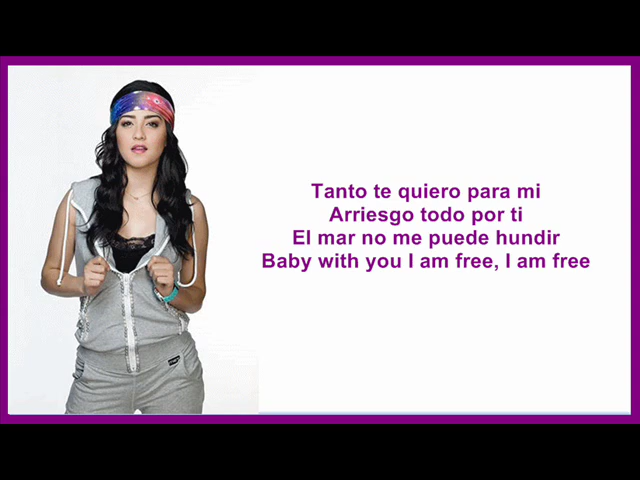 Tanto te quiero para mi
Arriesgo todo por ti
El mar no me puede hundir
Baby with you I am free, I am free